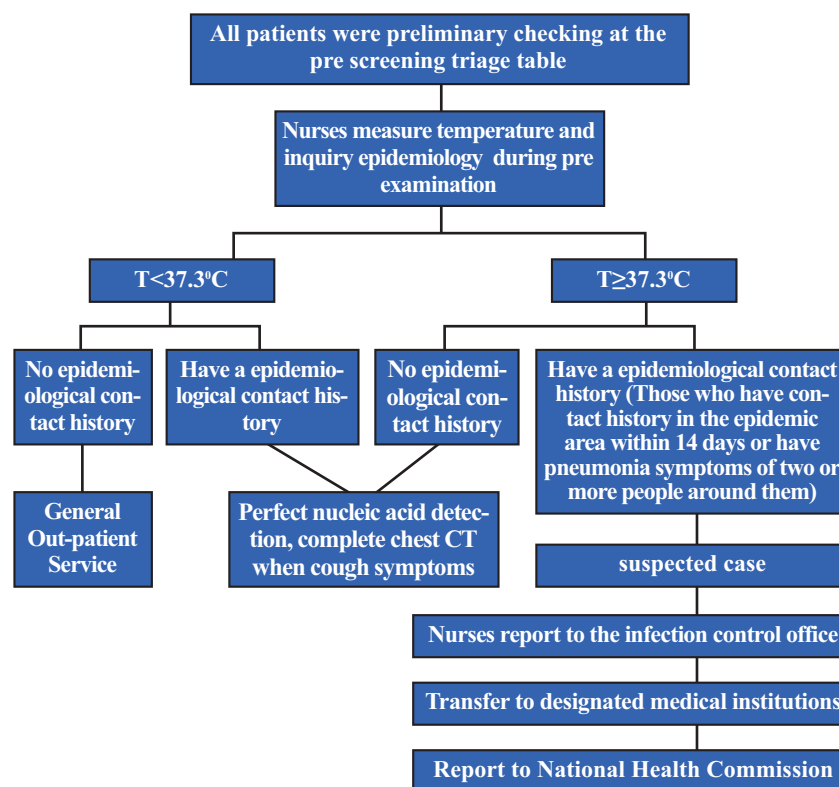 All patients were preliminary checking at the
pre screening triage table
Nurses measure temperature and
inquiry epidemiology during pre
examination
T<37.3⁰C
T≥37.3⁰C
No epidemi-
ological con-
tact history
Have a epidemio-
logical contact his-
tory
No epidemi-
ological con-
tact history
Have a epidemiological contact
history (Those who have con-
tact history in the epidemic
area within 14 days or have
pneumonia symptoms of two or
more people around them)
General
Out-patient
Service
Perfect nucleic acid detec-
tion, complete chest CT
when cough symptoms
suspected case
Nurses report to the infection control office
Transfer to designated medical institutions
Report to National Health Commission